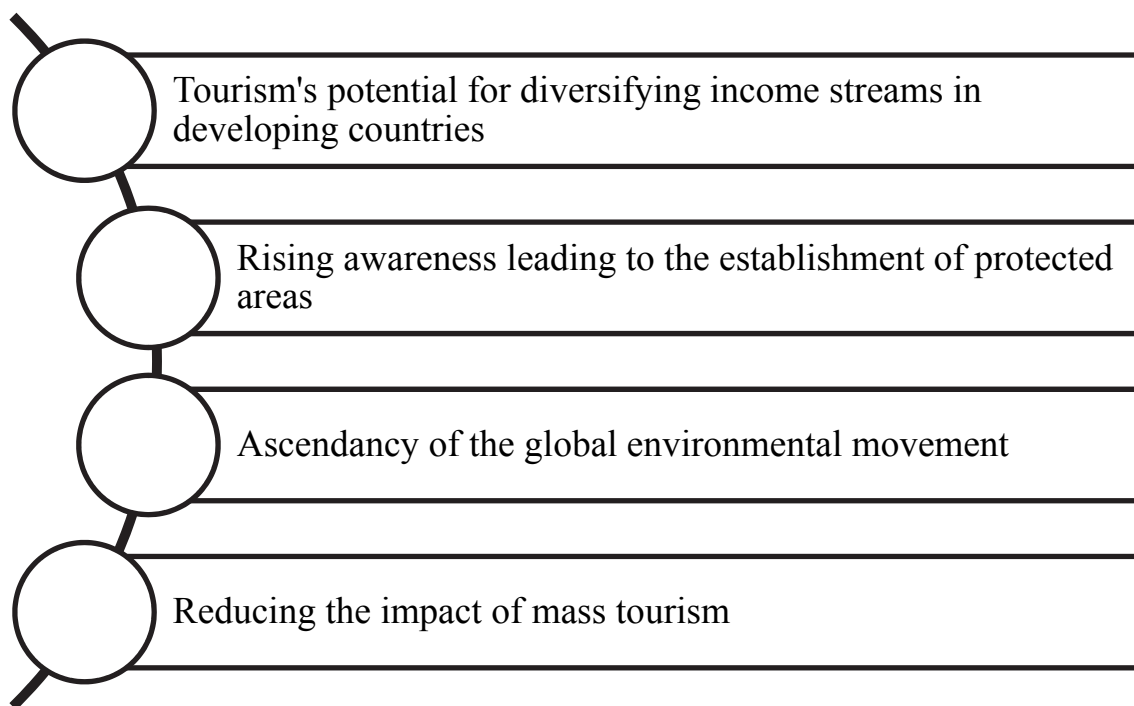 Tourism's potential for diversifying income streams in
developing countries
Rising awareness leading to the establishment of protected
areas
Ascendancy of the global environmental movement
Reducing the impact of mass tourism